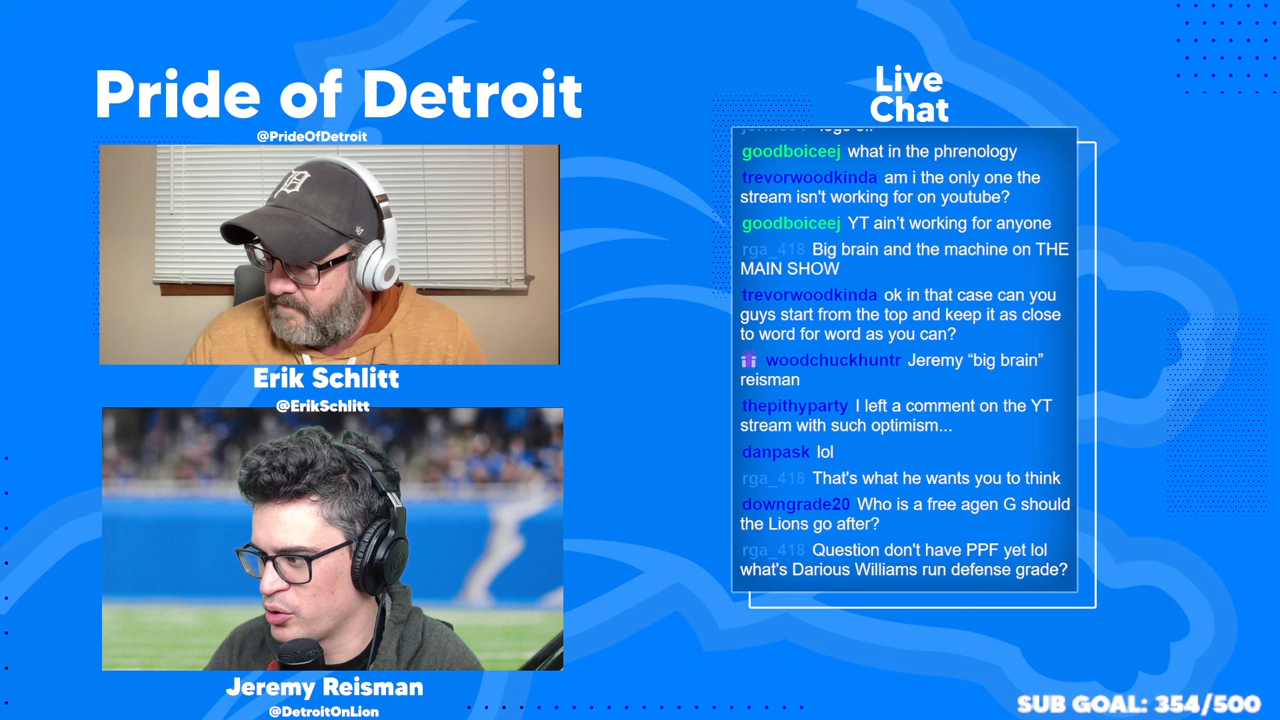 Pride of Detroit
@PrideOfDetroit
Erik Schlitt
@ErikSchlitt
Jeremy Reisman
@DetroitOnLion
Live
Chat
goodboiceej what in the phrenology
trevorwoodkinda am i the only one the
stream isn't working for on youtube?
goodboiceej YT ain't working for anyone
rga_418 Big brain and the machine on THE
MAIN SHOW
trevorwoodkinda ok in that case can you
guys start from the top and keep it as close
to word for word as you can?
woodchuckhuntr Jeremy “big brain”
reisman
thepithyparty I left a comment on the YT
stream with such optimism...
danpask lol
rga_418 That's what he wants you to think
downgrade20 Who is a free agen G should
the Lions go after?
rga_418 Question don't have PPF yet lol
what's Darious Williams run defense grade?
SUB GOAL: 354/500